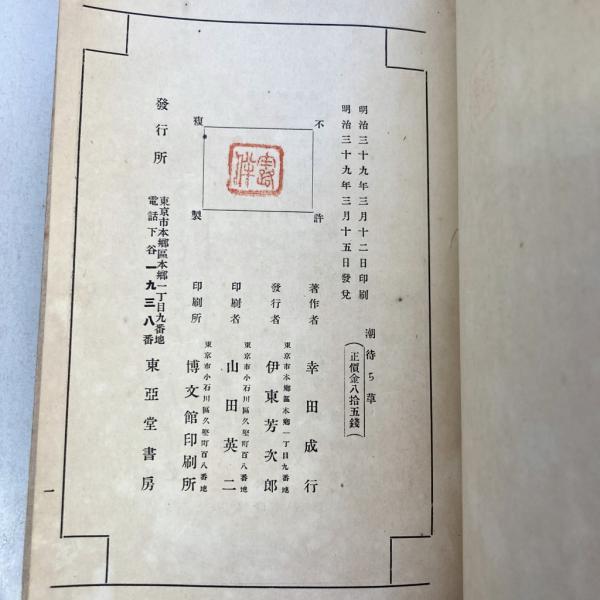 明治三十九年三月十二日印刷
明治三十九年三月十五日發兌
潮待ち草
(正價金八拾五錢)
不許
複製
著作者 幸田成行
東京市本鄉區本鄉一丁目九番地
發行者 伊東芳次郎
東京市小石川區久堅町百八番地
印刷者 山田英二
東京市小石川區久堅町百八番地
印刷所 博文館印刷所
發行所
東京市本鄉區本鄉一丁目九番地
電話下谷一九三八番
東亞堂書房
一